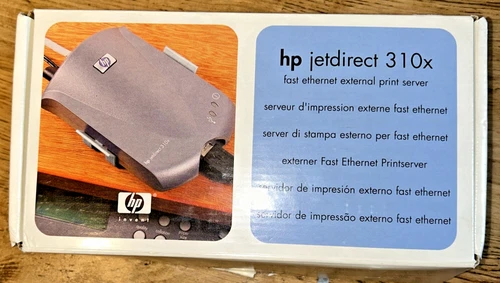 hp jetdirect 310x
fast ethernet external print server
serveur d'impression externe fast ethernet
server di stampa esterno per fast ethernet
externer Fast Ethernet Printserver
servidor de impresión externo fast ethernet
servidor de impressão externo fast ethernet
hp
invent